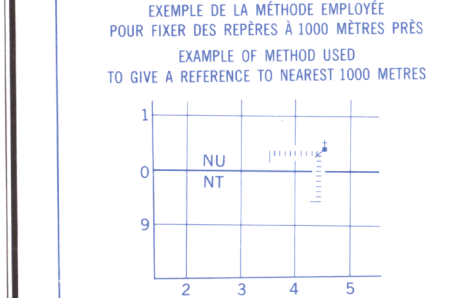 EXEMPLE DE LA MÉTHODE EMPLOYÉE
POUR FIXER DES REPÈRES À 1000 MÈTRES PRÈS
EXAMPLE OF METHOD USED
TO GIVE A REFERENCE TO NEAREST 1000 METRES
1
NU
0
NT
9
2 3 4 5